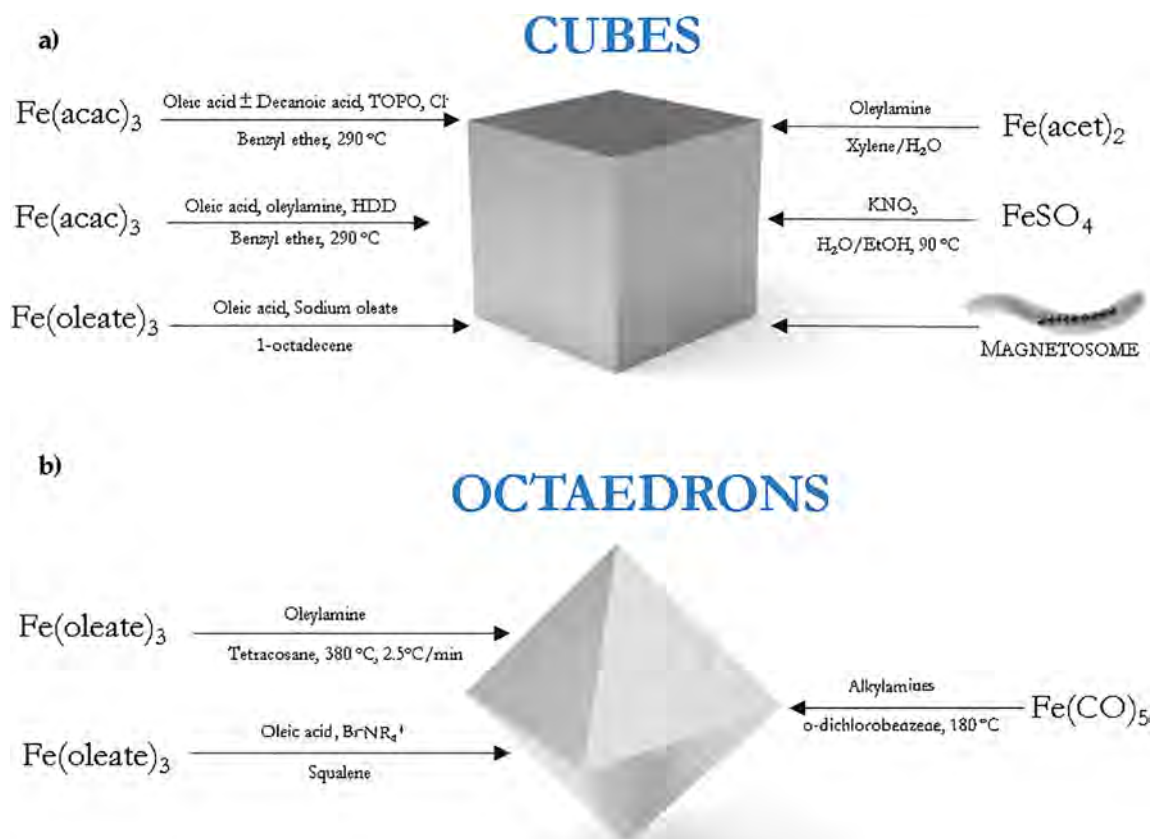 a)
CUBES
Fe(acac)₃
Oleic acid ± Decanoic acid, TOPO, Cl⁻
Benzyl ether, 290 °C
Oleylamine
Xylene/H₂O
Fe(acet)₂
Fe(acac)₃
Oleic acid, oleylamine, HDD
Benzyl ether, 290 °C
KNO₃
H₂O/EtOH, 90 °C
FeSO₄
Fe(oleate)₃
Oleic acid, Sodium oleate
1-octadecene
MAGNETOSOME
b)
OCTAEDRONS
Fe(oleate)₃
Oleylamine
Tetracosane, 380 °C, 2.5°C/min
Alkylamines
o-dichlorobeazeae, 180 °C
Fe(CO)₅
Fe(oleate)₃
Oleic acid, Br⁻NR₄⁺
Squalene